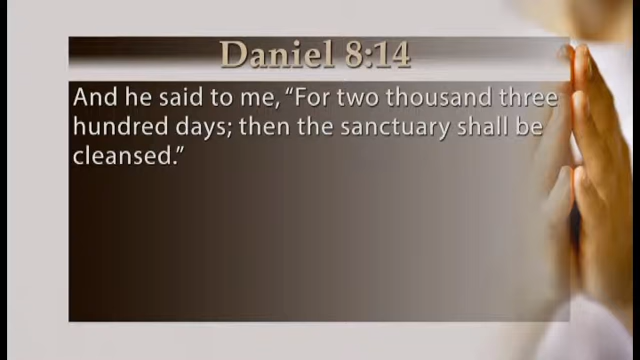 Daniel 8:14
And he said to me, “For two thousand three
hundred days; then the sanctuary shall be
cleansed.”